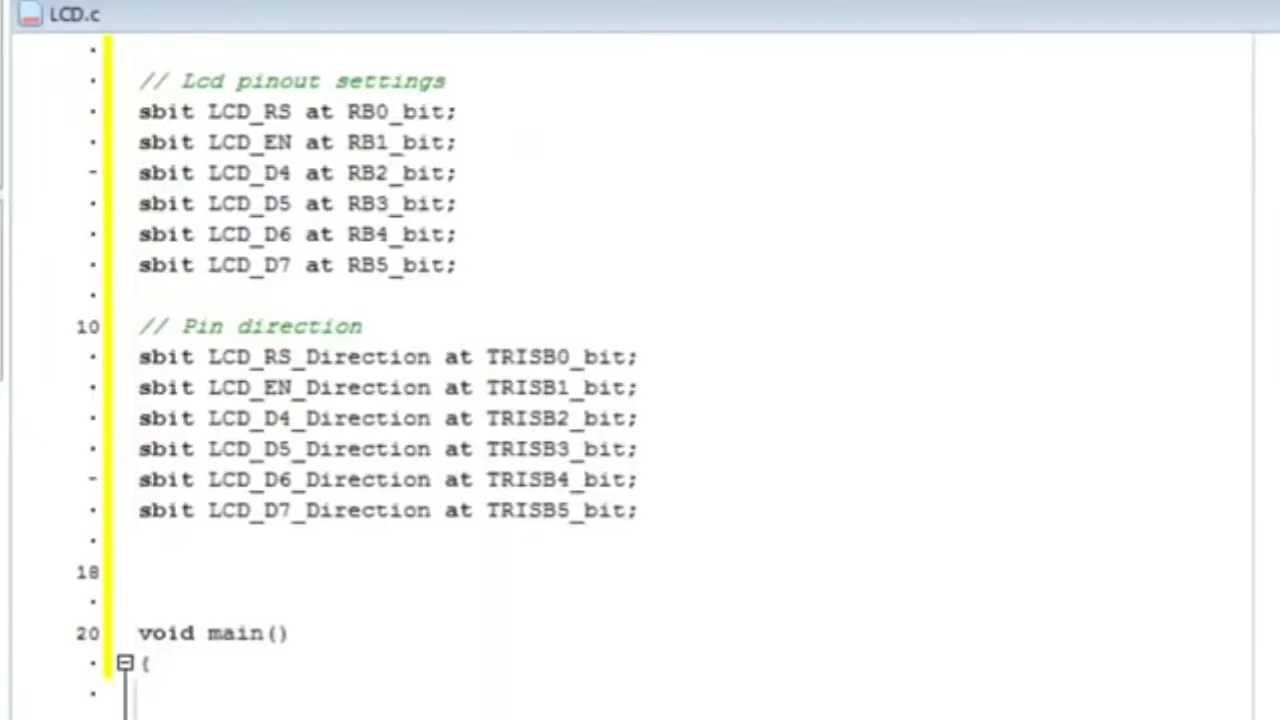 LCD.c
// Lcd pinout settings
sbit LCD_RS at RB0_bit;
sbit LCD_EN at RB1_bit;
sbit LCD_D4 at RB2_bit;
sbit LCD_D5 at RB3_bit;
sbit LCD_D6 at RB4_bit;
sbit LCD_D7 at RB5_bit;
10 // Pin direction
sbit LCD_RS_Direction at TRISB0_bit;
sbit LCD_EN_Direction at TRISB1_bit;
sbit LCD_D4_Direction at TRISB2_bit;
sbit LCD_D5_Direction at TRISB3_bit;
sbit LCD_D6_Direction at TRISB4_bit;
sbit LCD_D7_Direction at TRISB5_bit;
18
20 void main()
{